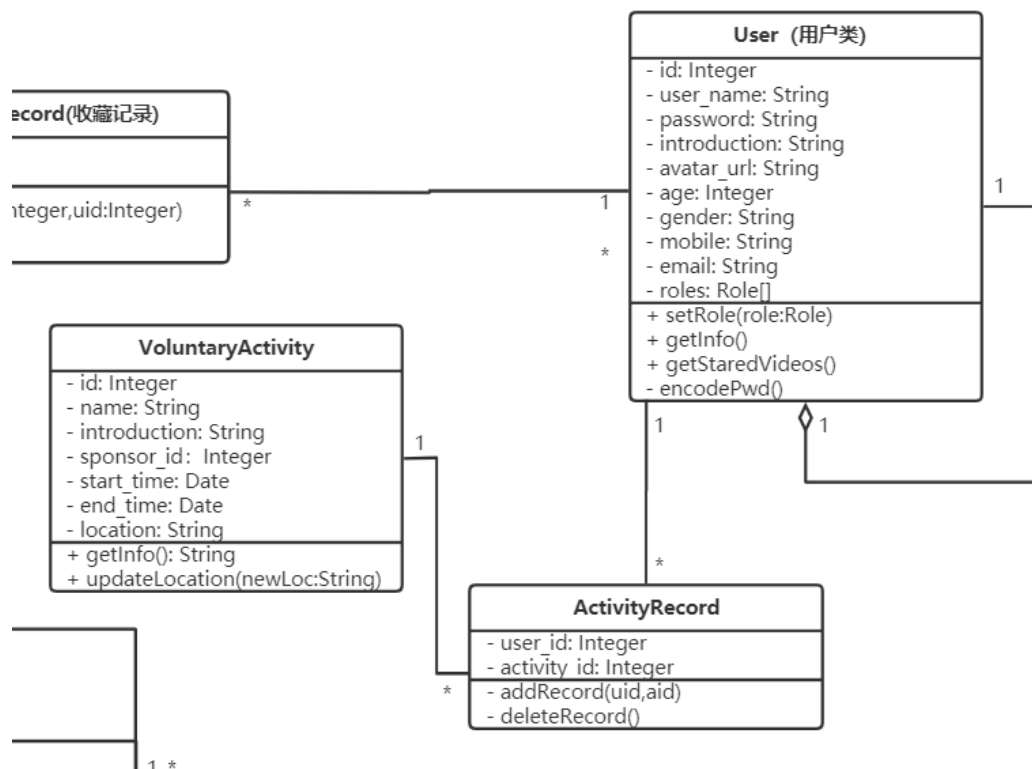 User (用户类)
- id: Integer
- user_name: String
- password: String
- introduction: String
- avatar_url: String
- age: Integer
- gender: String
- mobile: String
- email: String
- roles: Role[]
+ setRole(role:Role)
+ getInfo()
+ getStaredVideos()
- encodePwd()
ecord(收藏记录)
nteger,uid:Integer)
*
1
*
1
1
1
*
VoluntaryActivity
- id: Integer
- name: String
- introduction: String
- sponsor_id: Integer
- start_time: Date
- end_time: Date
- location: String
+ getInfo(): String
+ updateLocation(newLoc:String)
1
*
ActivityRecord
- user_id: Integer
- activity_id: Integer
- addRecord(uid,aid)
- deleteRecord()
1 *